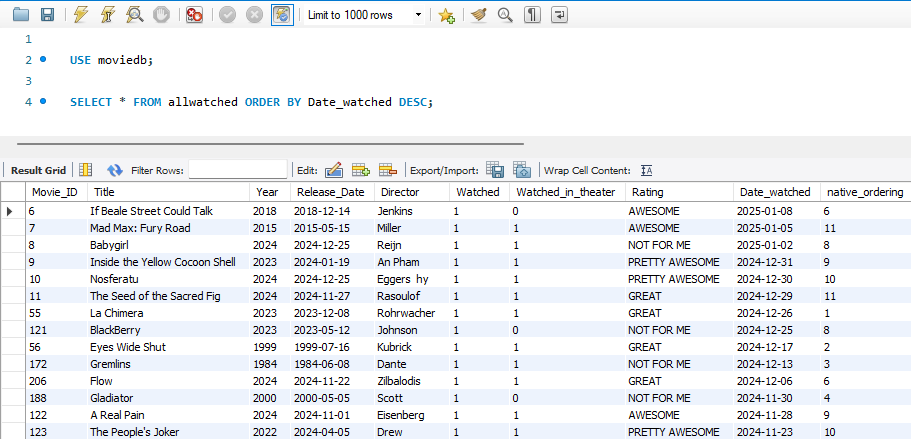 Limit to 1000 rows
1
2 USE moviedb;
3
4 SELECT * FROM allwatched ORDER BY Date_watched DESC;
Result Grid Filter Rows: Edit: Export/Import: Wrap Cell Content: IA
Movie_ID Title Year Release_Date Director Watched Watched_in_theater Rating Date_watched native_ordering
6 If Beale Street Could Talk 2018 2018-12-14 Jenkins 1 0 AWESOME 2025-01-08 6
7 Mad Max: Fury Road 2015 2015-05-15 Miller 1 1 AWESOME 2025-01-05 11
8 Babygirl 2024 2024-12-25 Reijn 1 1 NOT FOR ME 2025-01-02 8
9 Inside the Yellow Cocoon Shell 2023 2024-01-19 An Pham 1 1 PRETTY AWESOME 2024-12-31 9
10 Nosferatu 2024 2024-12-25 Eggers hy 1 1 PRETTY AWESOME 2024-12-30 10
11 The Seed of the Sacred Fig 2024 2024-11-27 Rasoulof 1 1 GREAT 2024-12-29 11
55 La Chimera 2023 2023-12-08 Rohrwacher 1 1 GREAT 2024-12-26 1
121 BlackBerry 2023 2023-05-12 Johnson 1 0 NOT FOR ME 2024-12-25 8
56 Eyes Wide Shut 1999 1999-07-16 Kubrick 1 1 GREAT 2024-12-17 2
172 Gremlins 1984 1984-06-08 Dante 1 1 NOT FOR ME 2024-12-13 3
206 Flow 2024 2024-11-22 Zilbalodis 1 1 GREAT 2024-12-06 6
188 Gladiator 2000 2000-05-05 Scott 1 0 NOT FOR ME 2024-11-30 4
122 A Real Pain 2024 2024-11-01 Eisenberg 1 1 AWESOME 2024-11-28 9
123 The People's Joker 2022 2024-04-05 Drew 1 1 PRETTY AWESOME 2024-11-23 10